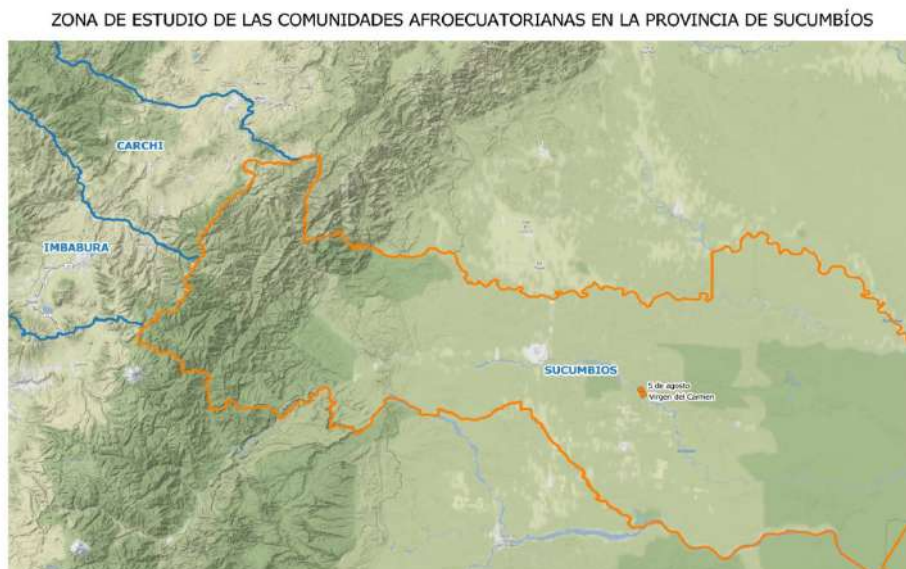 ZONA DE ESTUDIO DE LAS COMUNIDADES AFROECUATORIANAS EN LA PROVINCIA DE SUCUMBÍOS
CARCHI
IMBABURA
SUCUMBIOS
5 de agosto
Virgen del Carmen